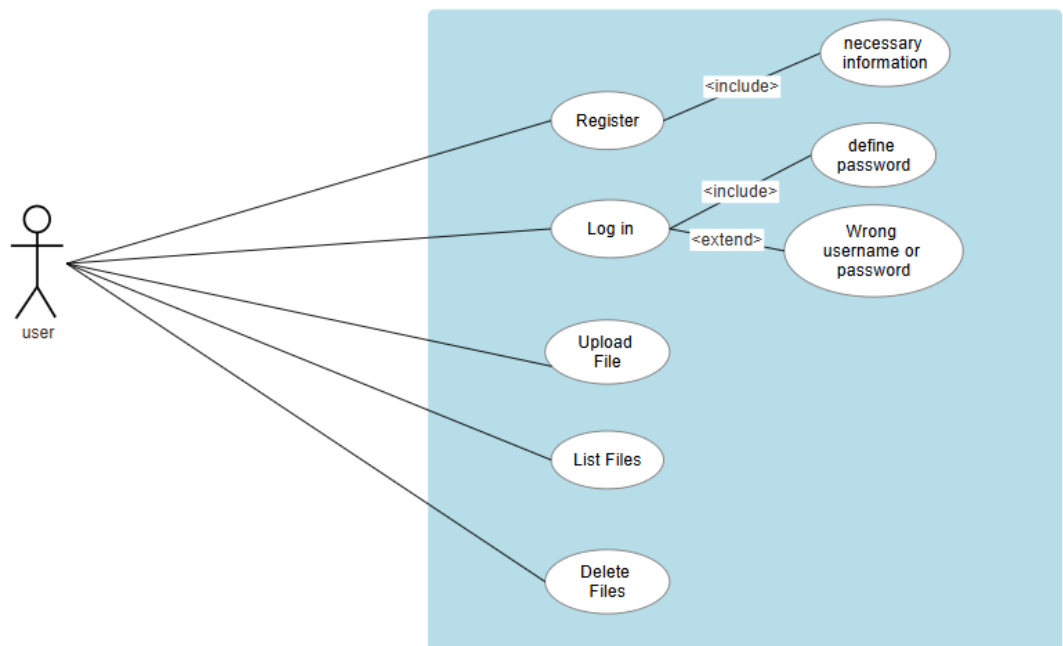 necessary
information
<include>
Register
define
password
<include>
Log in
<extend>
Wrong
username or
password
user
Upload
File
List Files
Delete
Files